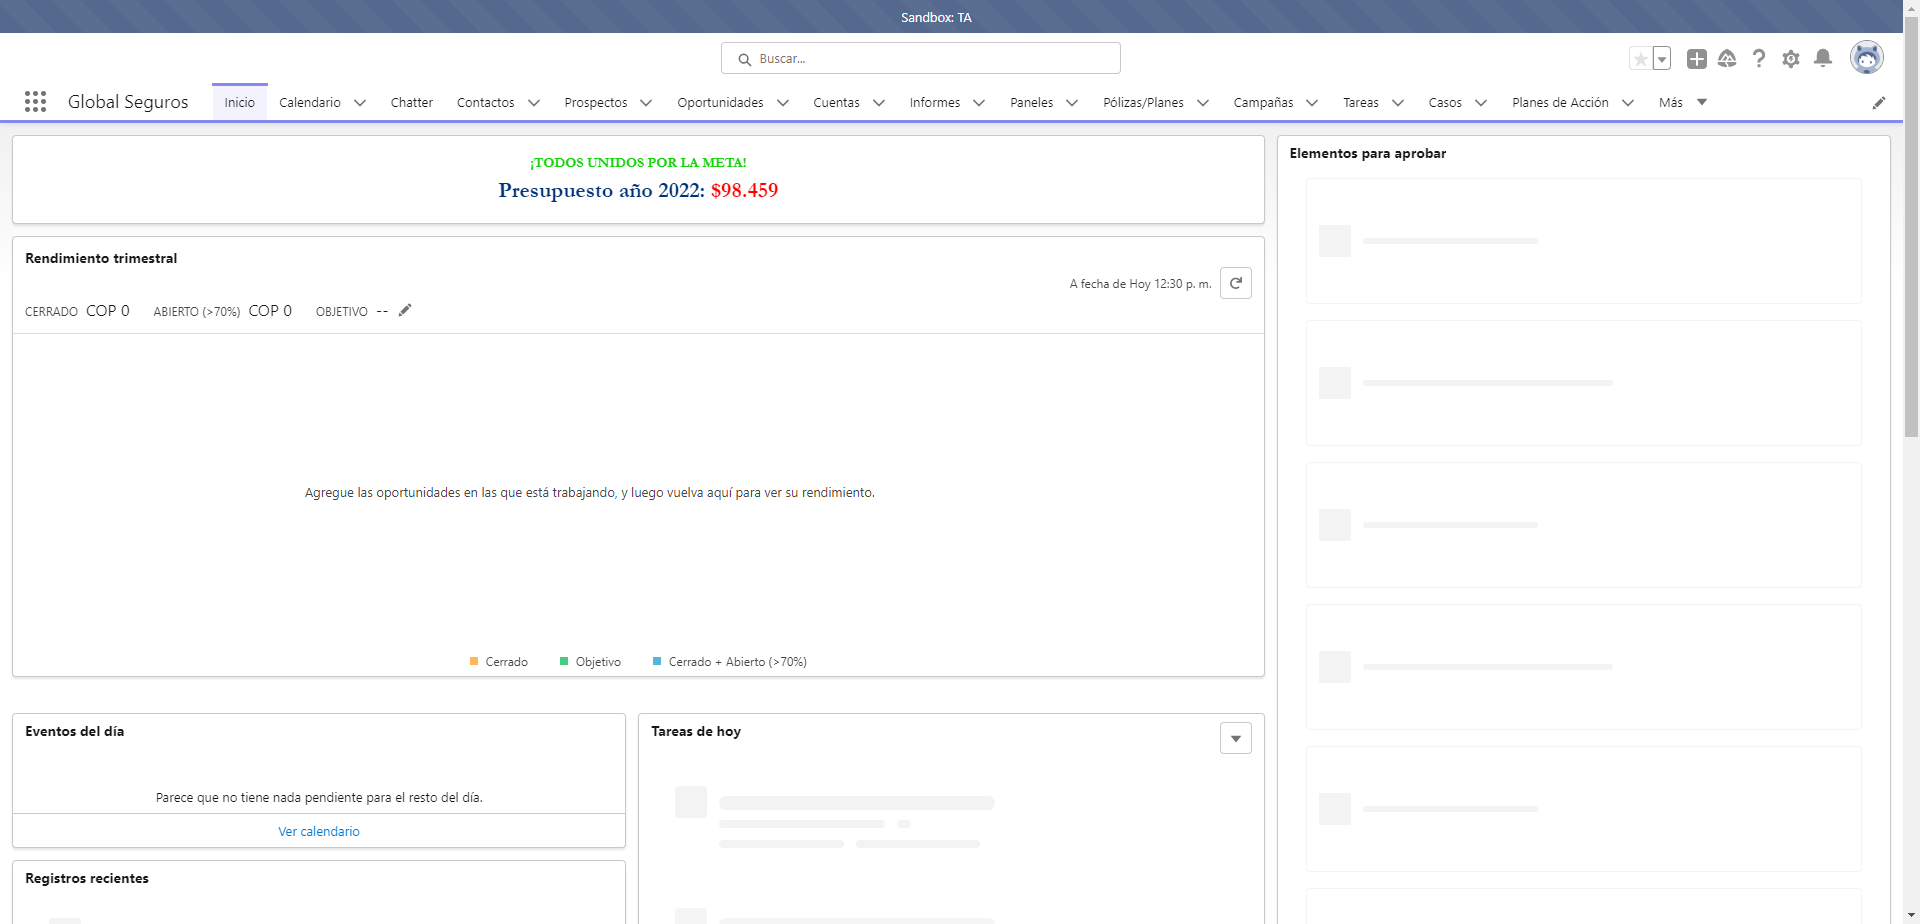 Sandbox: TA
Buscar...
Global Seguros
Inicio
Calendario
Chatter
Contactos
Prospectos
Oportunidades
Cuentas
Informes
Paneles
Pólizas/Planes
Campañas
Tareas
Casos
Planes de Acción
Más
¡TODOS UNIDOS POR LA META!
Presupuesto año 2022: $98.459
Rendimiento trimestral
A fecha de Hoy 12:30 p. m.
CERRADO COP 0 ABIERTO (>70%) COP 0 OBJETIVO --
Agregue las oportunidades en las que está trabajando, y luego vuelva aquí para ver su rendimiento.
Cerrado Objetivo Cerrado + Abierto (>70%)
Eventos del día
Parece que no tiene nada pendiente para el resto del día.
Ver calendario
Registros recientes
Tareas de hoy
Elementos para aprobar